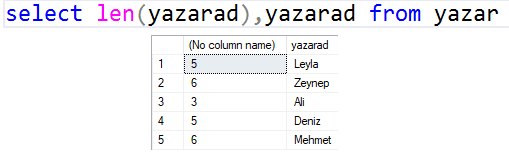 select len(yazarad),yazarad from yazar
(No column name) yazarad
1 5 Leyla
2 6 Zeynep
3 3 Ali
4 5 Deniz
5 6 Mehmet